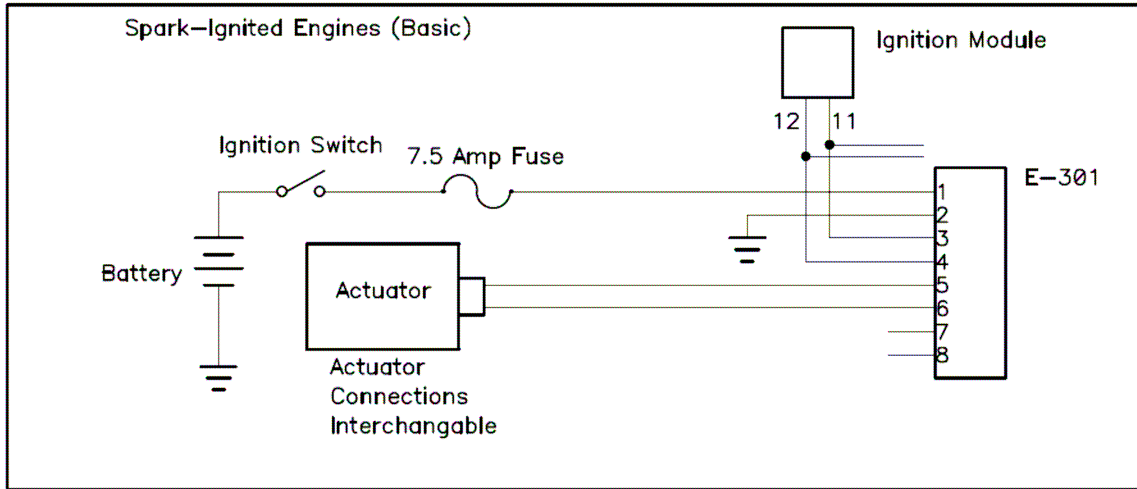 Spark-Ignited Engines (Basic)
Ignition Module
12 11
Ignition Switch
7.5 Amp Fuse
E-301
1
2
3
4
5
6
7
8
Battery
Actuator
Actuator
Connections
Interchangable